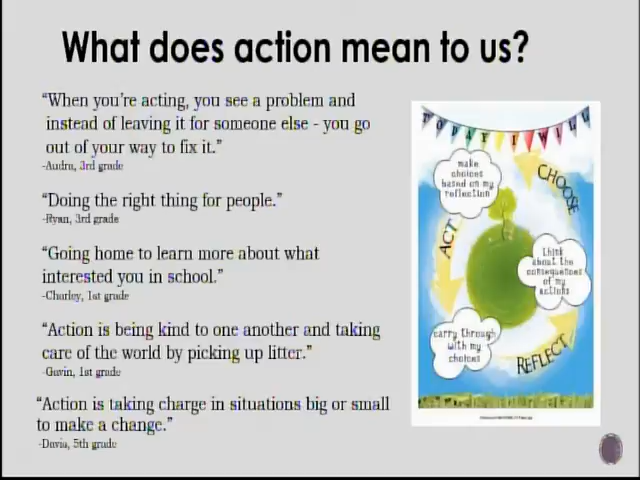 What does action mean to us?
“When you’re acting, you see a problem and
instead of leaving it for someone else - you go
out of your way to fix it.”
-Audra, 3rd grade
“Doing the right thing for people.”
-Ryan, 3rd grade
“Going home to learn more about what
interested you in school.”
-Charley, 1st grade
“Action is being kind to one another and taking
care of the world by picking up litter.”
-Gavin, 1st grade
“Action is taking charge in situations big or small
to make a change.”
5th grade
TODAY I WILL
make
choices
based on my
reflection
CHOOSE
ACT
think
about the
consequences
of my
actions
carry through
with my
choices
REFLECT